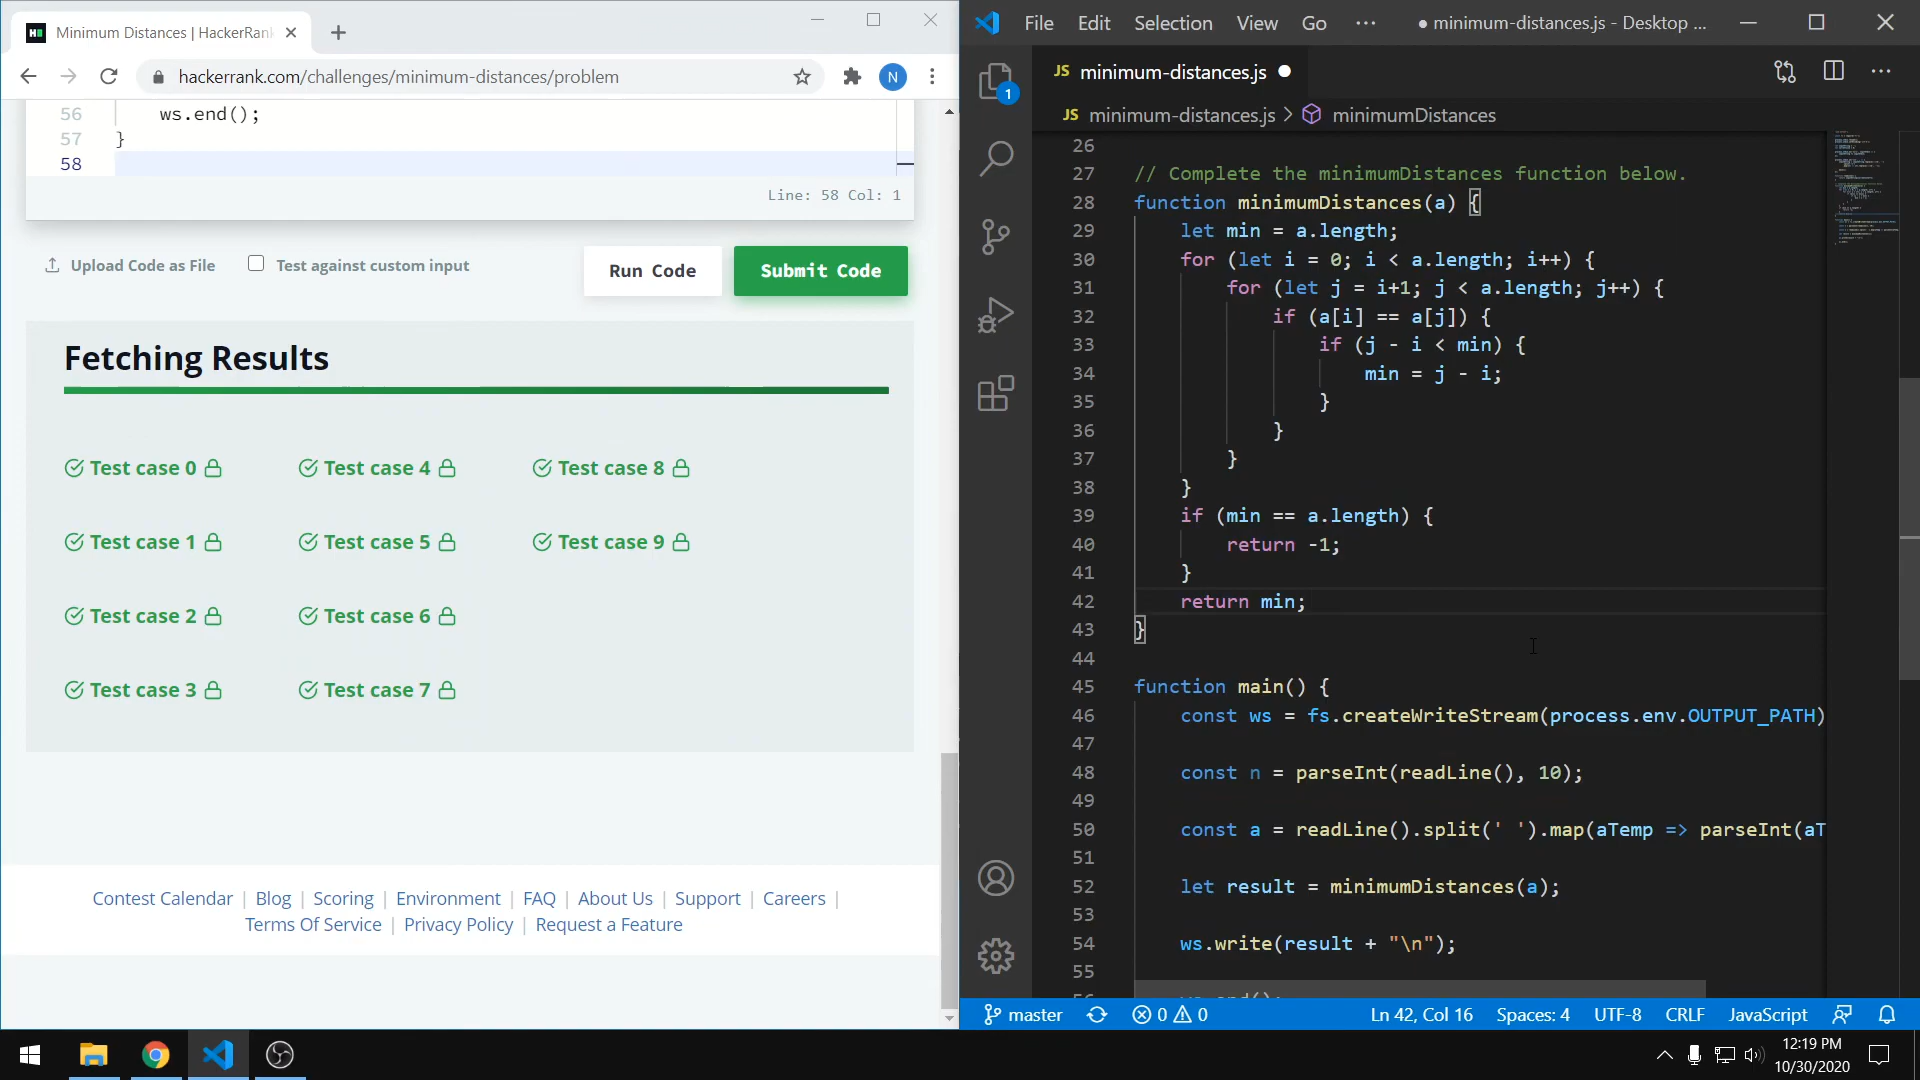 Minimum Distances | HackerRank
hackerrank.com/challenges/minimum-distances/problem
N
56 ws.end();
57 }
58
Line: 58 Col: 1
Upload Code as File
Test against custom input
Run Code
Submit Code
Fetching Results
Test case 0 Test case 4 Test case 8
Test case 1 Test case 5 Test case 9
Test case 2 Test case 6
Test case 3 Test case 7
Contest Calendar | Blog | Scoring | Environment | FAQ | About Us | Support | Careers |
Terms Of Service | Privacy Policy | Request a Feature
File Edit Selection View Go ··· ● minimum-distances.js - Desktop ...
JS minimum-distances.js ●
JS minimum-distances.js > minimumDistances
1
26
27 // Complete the minimumDistances function below.
28 function minimumDistances(a) {
29 let min = a.length;
30 for (let i = 0; i < a.length; i++) {
31 for (let j = i+1; j < a.length; j++) {
32 if (a[i] == a[j]) {
33 if (j - i < min) {
34 min = j - i;
35 }
36 }
37 }
38 }
39 if (min == a.length) {
40 return -1;
41 }
42 return min;
43 }
44
45 function main() {
46 const ws = fs.createWriteStream(process.env.OUTPUT_PATH)
47
48 const n = parseInt(readLine(), 10);
49
50 const a = readLine().split(' ').map(aTemp => parseInt(aT
51
52 let result = minimumDistances(a);
53
54 ws.write(result + "\n");
55
master 0 0 Ln 42, Col 16 Spaces: 4 UTF-8 CRLF JavaScript
12:19 PM
10/30/2020